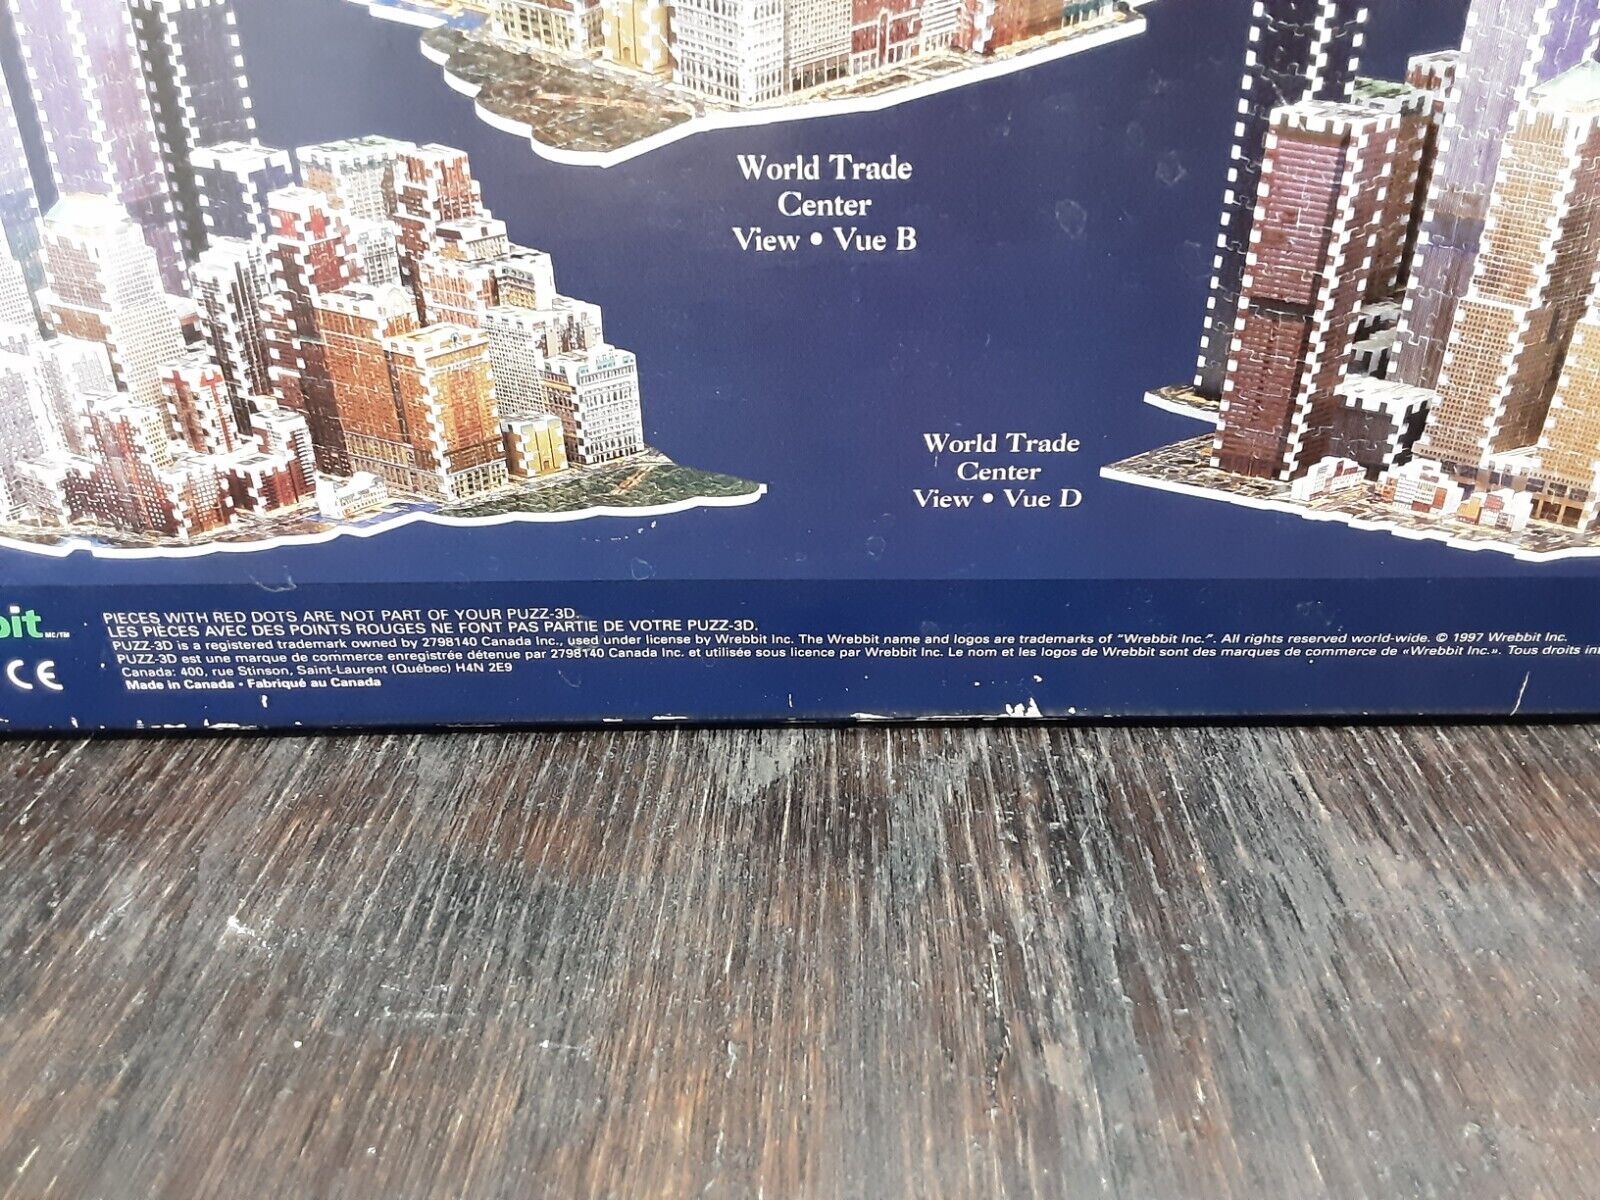 World Trade
Center
View • Vue B
World Trade
Center
View • Vue D
bit MC/TM
PIECES WITH RED DOTS ARE NOT PART OF YOUR PUZZ-3D.
LES PIÈCES AVEC DES POINTS ROUGES NE FONT PAS PARTIE DE VOTRE PUZZ-3D.
PUZZ-3D is a registered trademark owned by 2798140 Canada Inc., used under license by Wrebbit Inc. The Wrebbit name and logos are trademarks of "Wrebbit Inc.". All rights reserved world-wide. © 1997 Wrebbit Inc.
PUZZ-3D est une marque de commerce enregistrée détenue par 2798140 Canada Inc. et utilisée sous licence par Wrebbit Inc. Le nom et les logos de Wrebbit sont des marques de commerce de «Wrebbit Inc.». Tous droits int
Canada: 400, rue Stinson, Saint-Laurent (Québec) H4N 2E9
Made in Canada • Fabriqué au Canada
CE